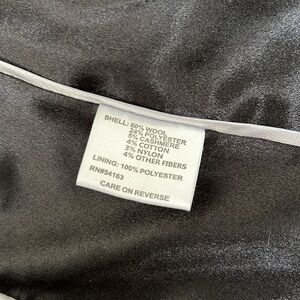 SHELL: 60% WOOL
24% POLYESTER
5% CASHMERE
4% COTTON
3% NYLON
4% OTHER FIBERS
LINING: 100% POLYESTER
RN#54163
CARE ON REVERSE